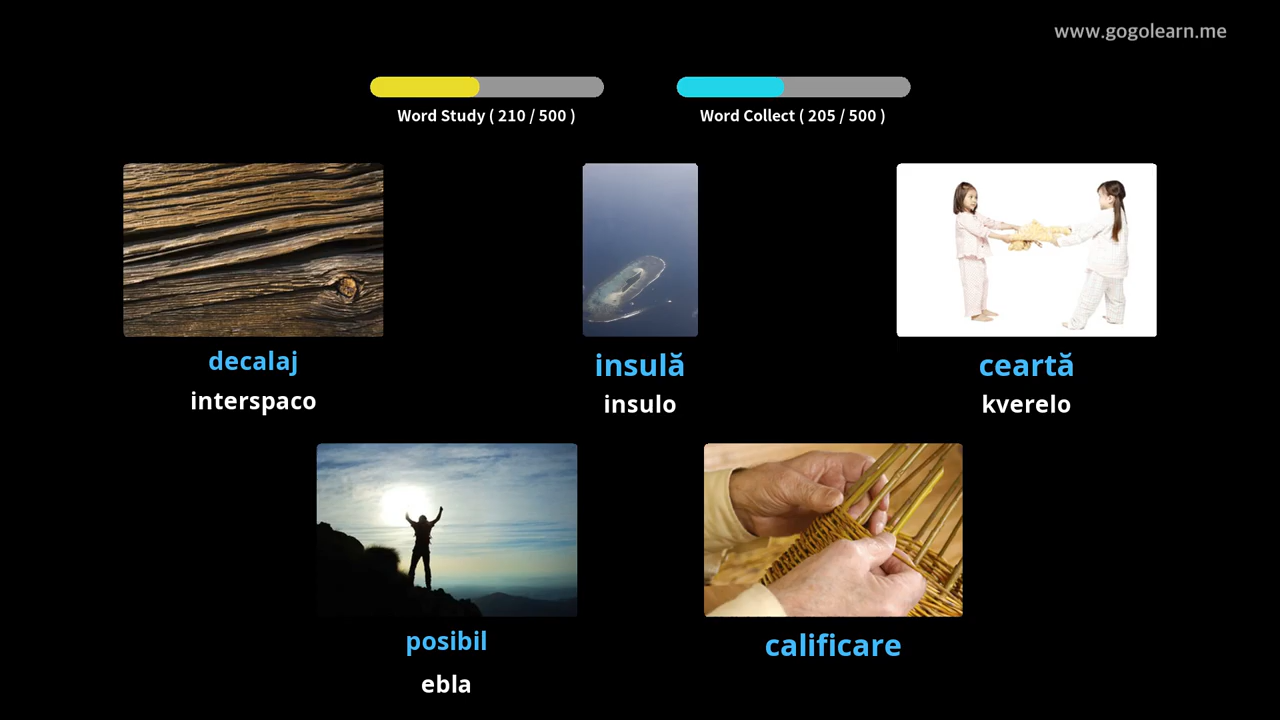 www.gogolearn.me
Word Study ( 210 / 500 )
Word Collect ( 205 / 500 )
decalaj
interspaco
insulă
insulo
ceartă
kverelo
posibil
ebla
calificare